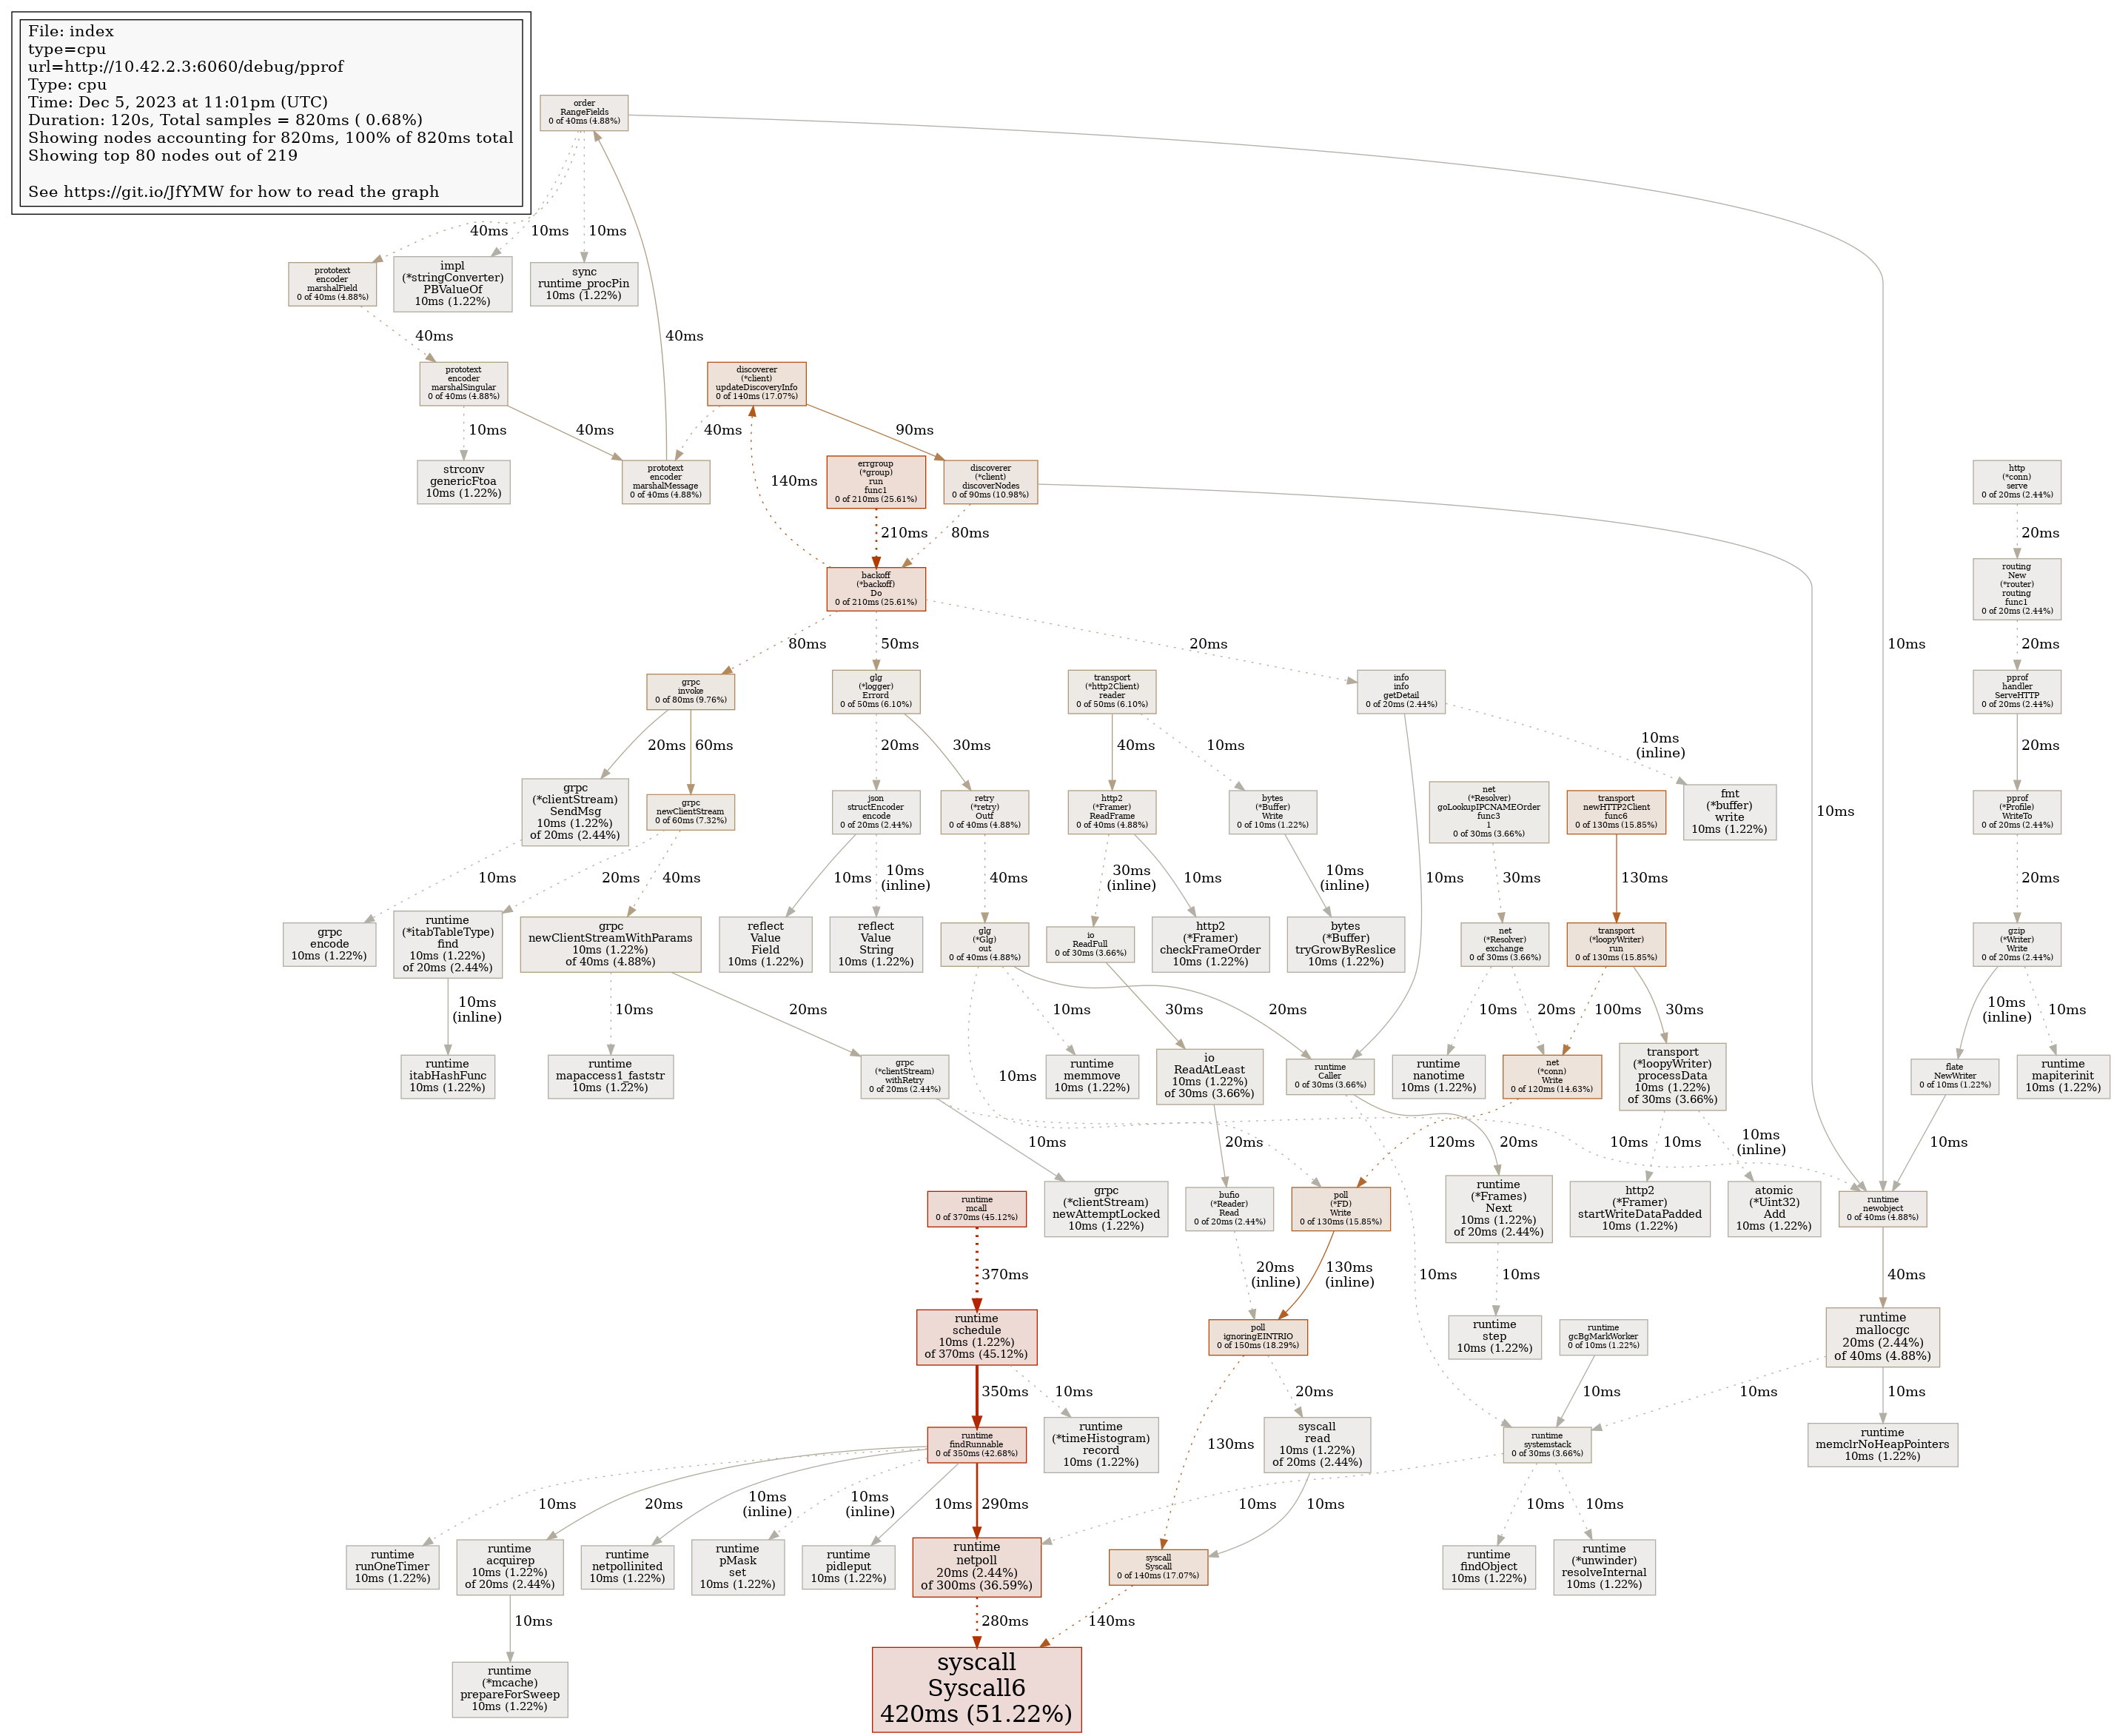 File: index
type=cpu
url=http://10.42.2.3:6060/debug/pprof
Type: cpu
Time: Dec 5, 2023 at 11:01pm (UTC)
Duration: 120s, Total samples = 820ms ( 0.68%)
Showing nodes accounting for 820ms, 100% of 820ms total
Showing top 80 nodes out of 219
See https://git.io/JfYMW for how to read the graph
order
RangeFields
0 of 40ms (4.88%)
40ms
10ms
10ms
prototext
encoder
marshalField
0 of 40ms (4.88%)
impl
(*stringConverter)
PBValueOf
10ms (1.22%)
sync
runtime_procPin
10ms (1.22%)
40ms
40ms
prototext
encoder
marshalSingular
0 of 40ms (4.88%)
discoverer
(*client)
updateDiscoveryInfo
0 of 140ms (17.07%)
10ms
40ms
40ms
90ms
strconv
genericFtoa
10ms (1.22%)
prototext
encoder
marshalMessage
0 of 40ms (4.88%)
140ms
errgroup
(*group)
run
func1
0 of 210ms (25.61%)
discoverer
(*client)
discoverNodes
0 of 90ms (10.98%)
http
(*conn)
serve
0 of 20ms (2.44%)
210ms
80ms
20ms
backoff
(*backoff)
Do
0 of 210ms (25.61%)
routing
New
(*router)
routing
func1
0 of 20ms (2.44%)
80ms
50ms
20ms
10ms
20ms
grpc
invoke
0 of 80ms (9.76%)
glg
(*logger)
Errord
0 of 50ms (6.10%)
transport
(*http2Client)
reader
0 of 50ms (6.10%)
info
info
getDetail
0 of 20ms (2.44%)
pprof
handler
ServeHTTP
0 of 20ms (2.44%)
20ms
60ms
20ms
30ms
40ms
10ms
10ms
(inline)
20ms
grpc
(*clientStream)
SendMsg
10ms (1.22%)
of 20ms (2.44%)
grpc
newClientStream
0 of 60ms (7.32%)
json
structEncoder
encode
0 of 20ms (2.44%)
retry
(*retry)
Outf
0 of 40ms (4.88%)
http2
(*Framer)
ReadFrame
0 of 40ms (4.88%)
bytes
(*Buffer)
Write
0 of 10ms (1.22%)
net
(*Resolver)
goLookupIPCNAMEOrder
func3
1
0 of 30ms (3.66%)
transport
newHTTP2Client
func6
0 of 130ms (15.85%)
fmt
(*buffer)
write
10ms (1.22%)
pprof
(*Profile)
WriteTo
0 of 20ms (2.44%)
10ms
10ms
20ms
40ms
10ms
10ms
(inline)
40ms
30ms
(inline)
10ms
10ms
(inline)
10ms
30ms
130ms
20ms
grpc
encode
10ms (1.22%)
runtime
(*itabTableType)
find
10ms (1.22%)
of 20ms (2.44%)
grpc
newClientStreamWithParams
10ms (1.22%)
of 40ms (4.88%)
reflect
Value
Field
10ms (1.22%)
reflect
Value
String
10ms (1.22%)
glg
(*Glg)
out
0 of 40ms (4.88%)
io
ReadFull
0 of 30ms (3.66%)
http2
(*Framer)
checkFrameOrder
10ms (1.22%)
bytes
(*Buffer)
tryGrowByReslice
10ms (1.22%)
net
(*Resolver)
exchange
0 of 30ms (3.66%)
transport
(*loopyWriter)
run
0 of 130ms (15.85%)
gzip
(*Writer)
Write
0 of 20ms (2.44%)
10ms
(inline)
10ms
20ms
10ms
30ms
20ms
10ms
20ms
100ms
30ms
10ms
(inline)
10ms
runtime
itabHashFunc
10ms (1.22%)
runtime
mapaccess1_faststr
10ms (1.22%)
grpc
(*clientStream)
withRetry
0 of 20ms (2.44%)
10ms
runtime
memmove
10ms (1.22%)
io
ReadAtLeast
10ms (1.22%)
of 30ms (3.66%)
runtime
Caller
0 of 30ms (3.66%)
runtime
nanotime
10ms (1.22%)
net
(*conn)
Write
0 of 120ms (14.63%)
transport
(*loopyWriter)
processData
10ms (1.22%)
of 30ms (3.66%)
flate
NewWriter
0 of 10ms (1.22%)
runtime
mapiterinit
10ms (1.22%)
10ms
20ms
120ms
20ms
10ms
10ms
10ms
(inline)
10ms
runtime
mcall
0 of 370ms (45.12%)
grpc
(*clientStream)
newAttemptLocked
10ms (1.22%)
bufio
(*Reader)
Read
0 of 20ms (2.44%)
poll
(*FD)
Write
0 of 130ms (15.85%)
runtime
(*Frames)
Next
10ms (1.22%)
of 20ms (2.44%)
http2
(*Framer)
startWriteDataPadded
10ms (1.22%)
atomic
(*Uint32)
Add
10ms (1.22%)
runtime
newobject
0 of 40ms (4.88%)
370ms
20ms
(inline)
130ms
(inline)
10ms
10ms
40ms
runtime
schedule
10ms (1.22%)
of 370ms (45.12%)
poll
ignoringEINTRIO
0 of 150ms (18.29%)
runtime
step
10ms (1.22%)
runtime
gcBgMarkWorker
0 of 10ms (1.22%)
runtime
mallocgc
20ms (2.44%)
of 40ms (4.88%)
350ms
10ms
20ms
10ms
10ms
10ms
runtime
findRunnable
0 of 350ms (42.68%)
runtime
(*timeHistogram)
record
10ms (1.22%)
130ms
syscall
read
10ms (1.22%)
of 20ms (2.44%)
runtime
systemstack
0 of 30ms (3.66%)
runtime
memclrNoHeapPointers
10ms (1.22%)
10ms
20ms
10ms
(inline)
10ms
(inline)
10ms
290ms
10ms
10ms
10ms
10ms
runtime
runOneTimer
10ms (1.22%)
runtime
acquirep
10ms (1.22%)
of 20ms (2.44%)
runtime
netpollinited
10ms (1.22%)
runtime
pMask
set
10ms (1.22%)
runtime
pidleput
10ms (1.22%)
runtime
netpoll
20ms (2.44%)
of 300ms (36.59%)
syscall
Syscall
0 of 140ms (17.07%)
runtime
findObject
10ms (1.22%)
runtime
(*unwinder)
resolveInternal
10ms (1.22%)
10ms
280ms
140ms
runtime
(*mcache)
prepareForSweep
10ms (1.22%)
syscall
Syscall6
420ms (51.22%)